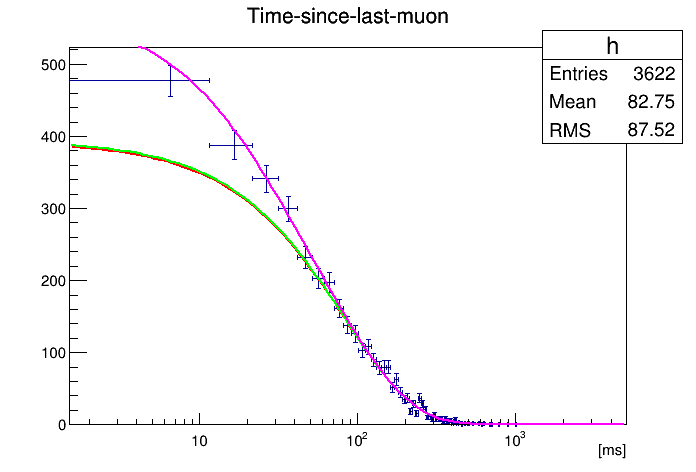 Time-since-last-muon
h
Entries 3622
Mean 82.75
RMS 87.52
500
400
300
200
100
0
10 10² 10³
[ms]